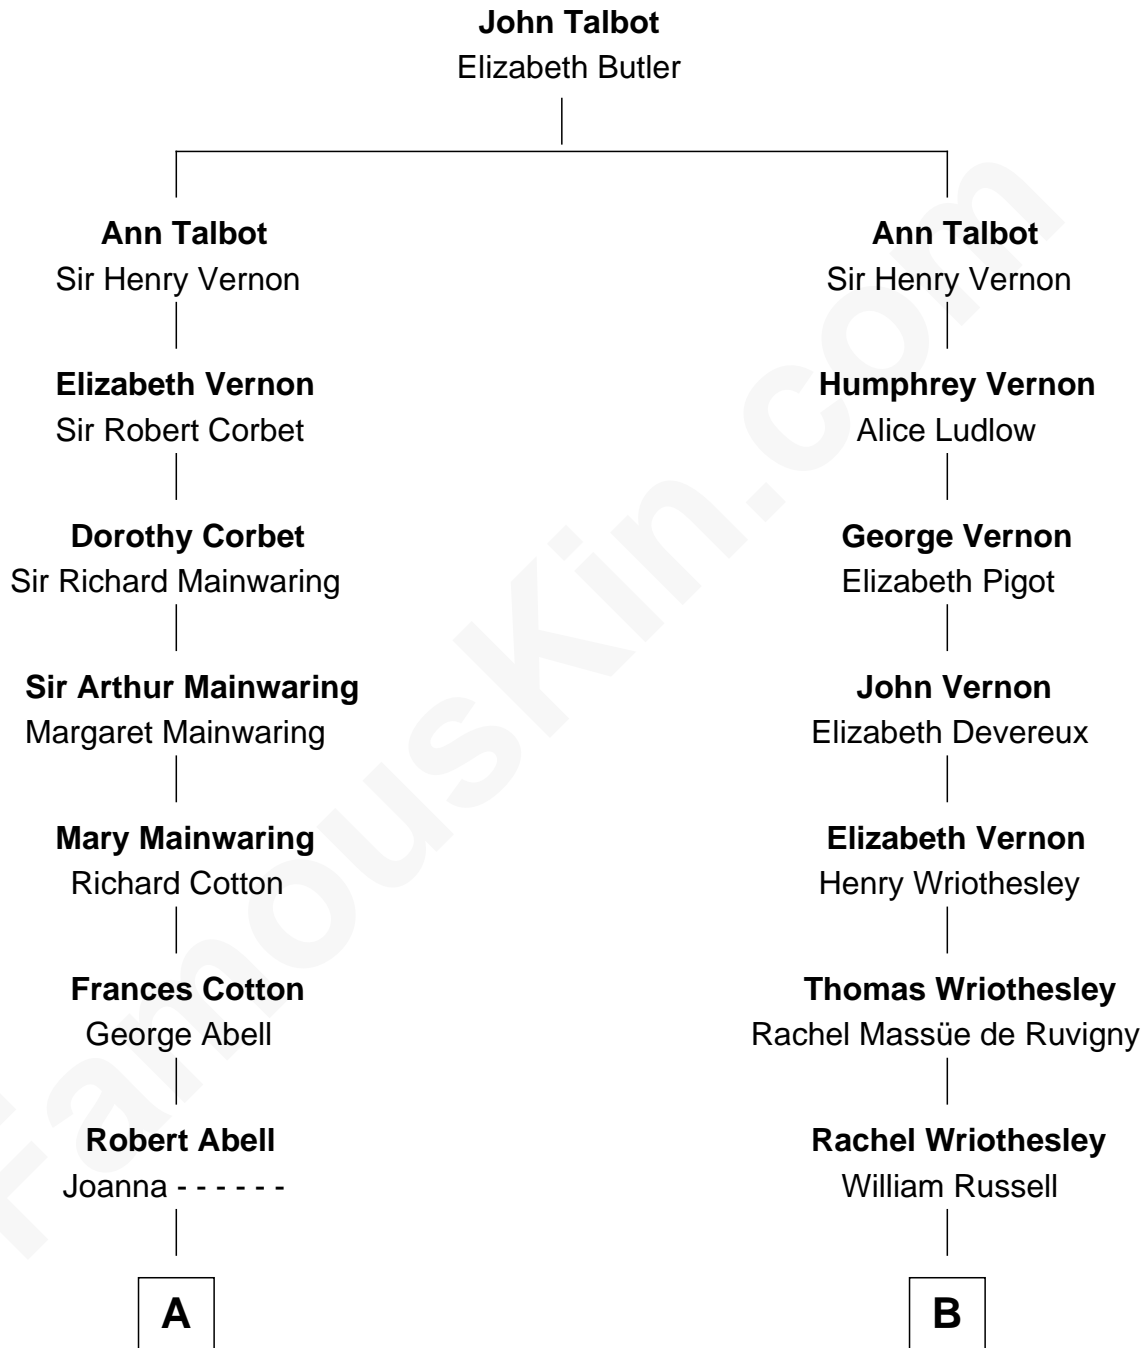 John Talbot
Elizabeth Butler
Ann Talbot
Sir Henry Vernon
Ann Talbot
Sir Henry Vernon
Elizabeth Vernon
Sir Robert Corbet
Humphrey Vernon
Alice Ludlow
Dorothy Corbet
Sir Richard Mainwaring
George Vernon
Elizabeth Pigot
Sir Arthur Mainwaring
Margaret Mainwaring
John Vernon
Elizabeth Devereux
Mary Mainwaring
Richard Cotton
Elizabeth Vernon
Henry Wriothesley
Frances Cotton
George Abell
Thomas Wriothesley
Rachel Massüe de Ruvigny
Robert Abell
Joanna - - - - - -
Rachel Wriothesley
William Russell
A
B
FamousKin.com